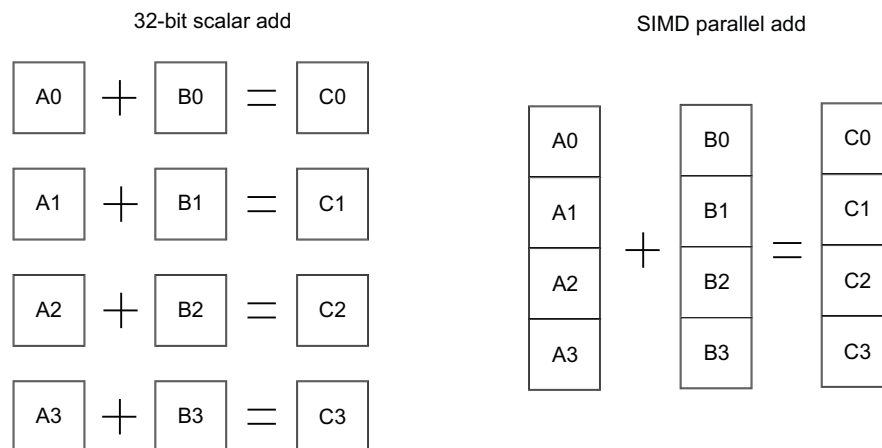 32-bit scalar add
A0 + B0 = C0
A1 + B1 = C1
A2 + B2 = C2
A3 + B3 = C3
SIMD parallel add
A0 B0 C0
A1 B1 C1
+ =
A2 B2 C2
A3 B3 C3